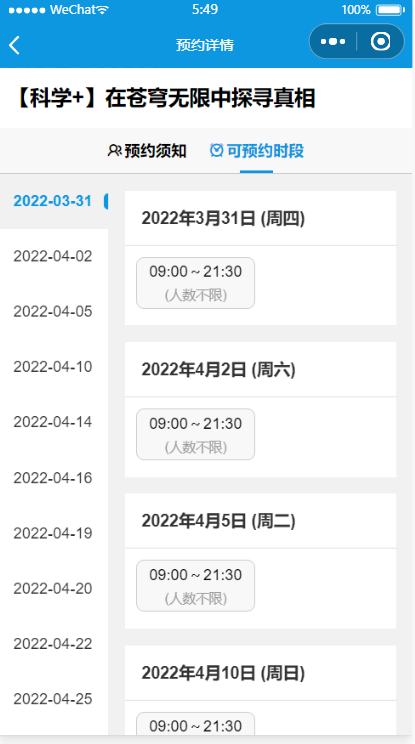 WeChat 5:49 100%
预约详情
【科学+】在苍穹无限中探寻真相
预约须知 可预约时段
2022-03-31
2022-04-02
2022-04-05
2022-04-10
2022-04-14
2022-04-16
2022-04-19
2022-04-20
2022-04-22
2022-04-25
2022年3月31日 (周四)
09:00 ~ 21:30
(人数不限)
2022年4月2日 (周六)
09:00 ~ 21:30
(人数不限)
2022年4月5日 (周二)
09:00 ~ 21:30
(人数不限)
2022年4月10日 (周日)
09:00 ~ 21:30